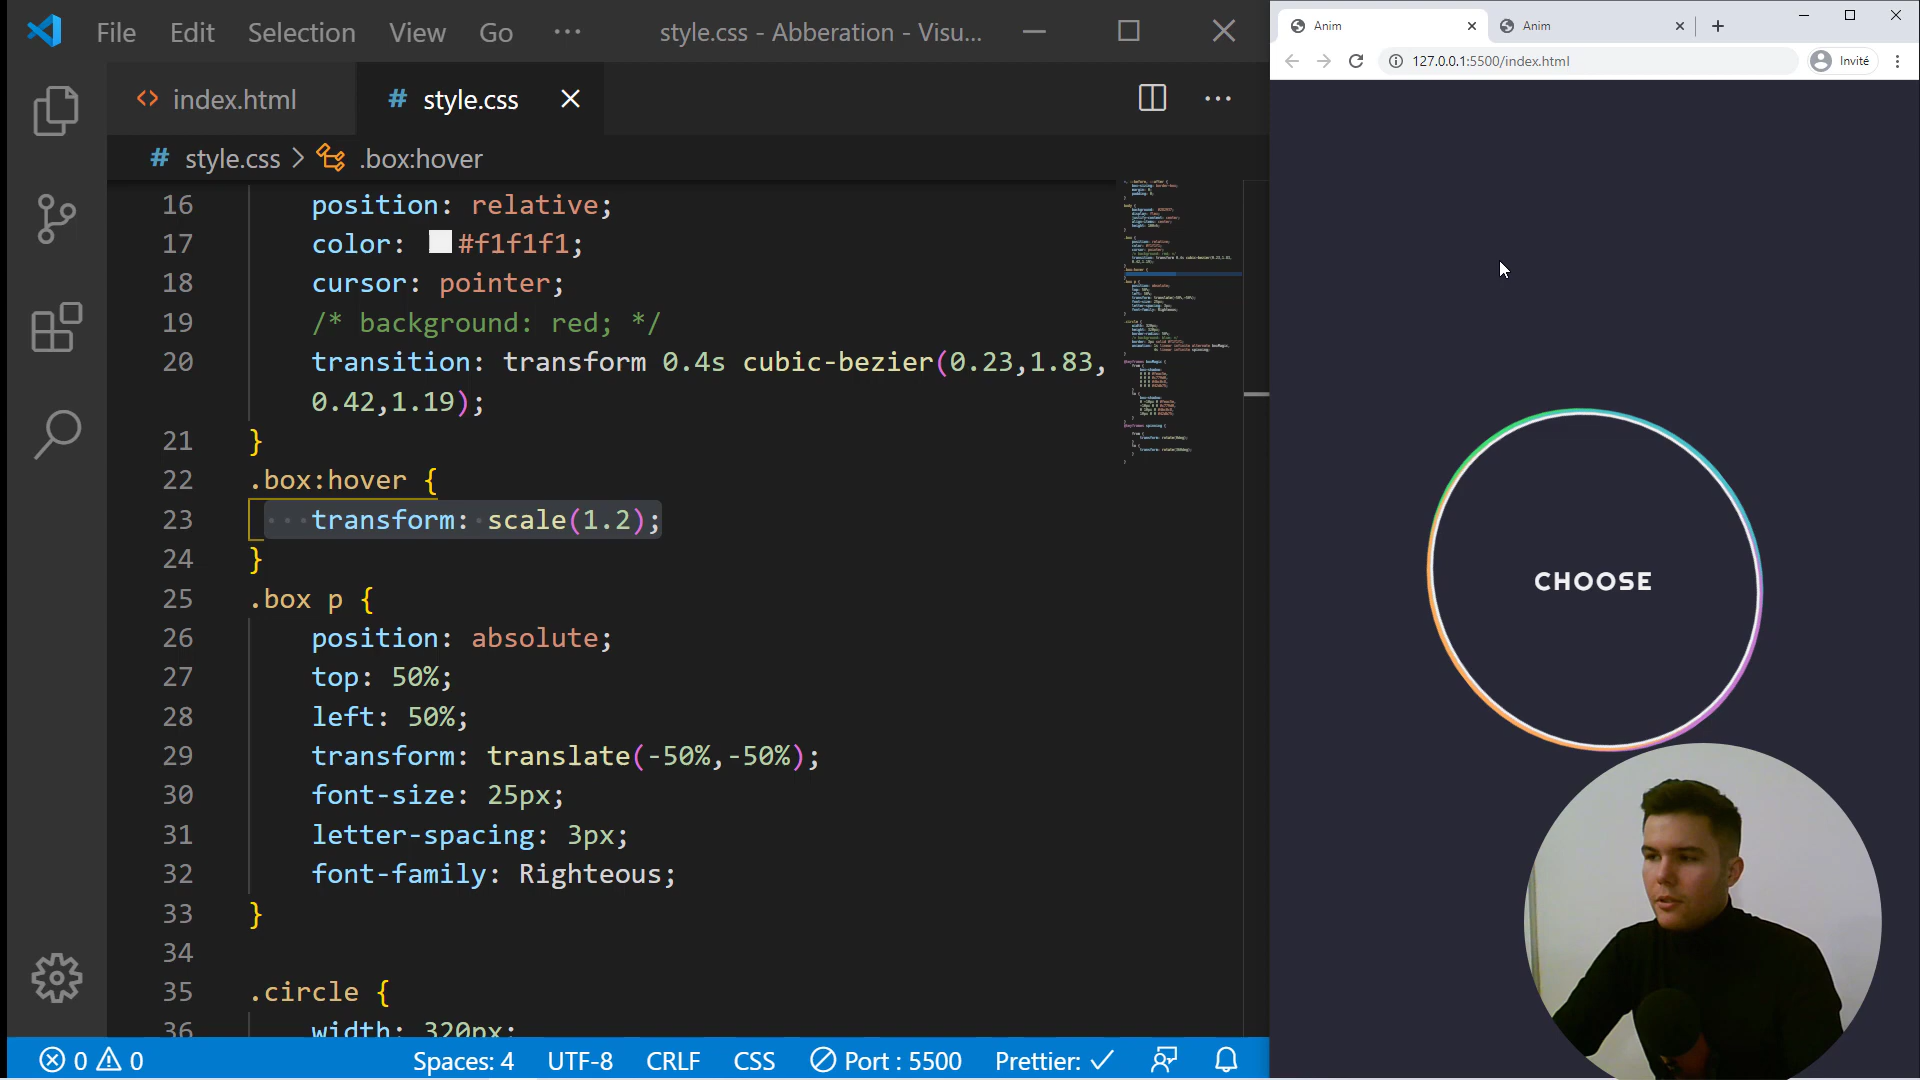 File Edit Selection View Go ··· style.css - Abberation - Visu...
index.html # style.css
# style.css > .box:hover
16 position: relative;
17 color: #f1f1f1;
18 cursor: pointer;
19 /* background: red; */
20 transition: transform 0.4s cubic-bezier(0.23,1.83,
0.42,1.19);
21 }
22 .box:hover {
23 ····transform:·scale(1.2);
24 }
25 .box p {
26 position: absolute;
27 top: 50%;
28 left: 50%;
29 transform: translate(-50%,-50%);
30 font-size: 25px;
31 letter-spacing: 3px;
32 font-family: Righteous;
33 }
34
35 .circle {
36 width: 320px;
0 0 Spaces: 4 UTF-8 CRLF CSS Port : 5500 Prettier:
Anim Anim
127.0.0.1:5500/index.html Invité
CHOOSE